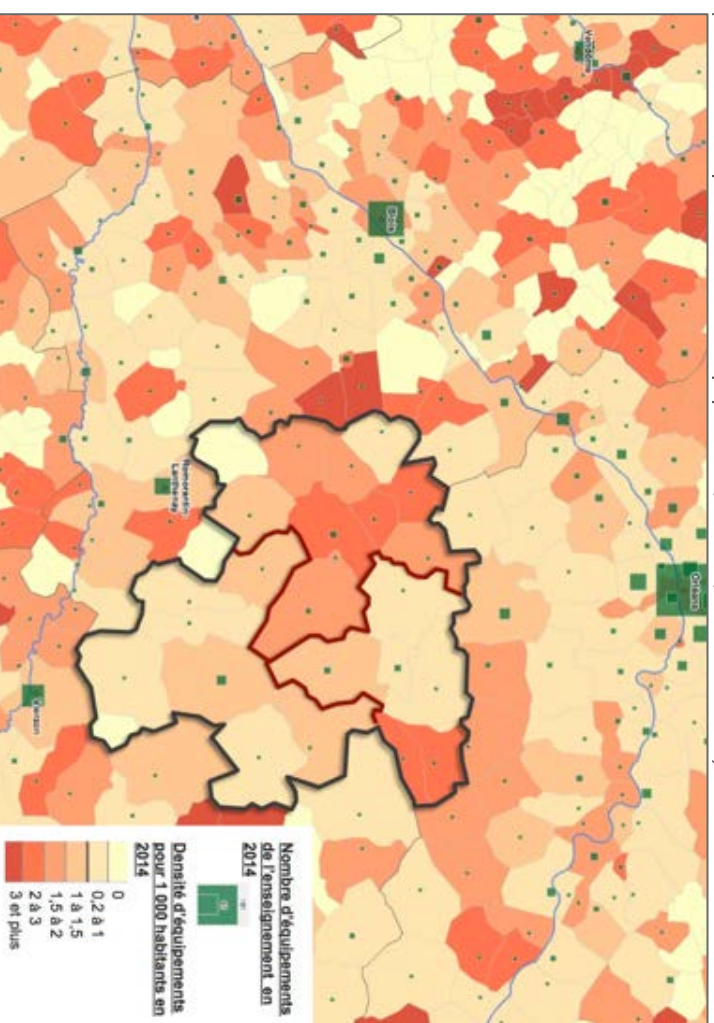 Vendôme
Blois
Orléans
Romorantin
Lanthenay
Vierzon
Nombre d'équipements
de l'enseignement en
2014
Densité d'équipements
pour 1 000 habitants en
2014
0
0,2 à 1
1 à 1,5
1,5 à 2
2 à 3
3 et plus